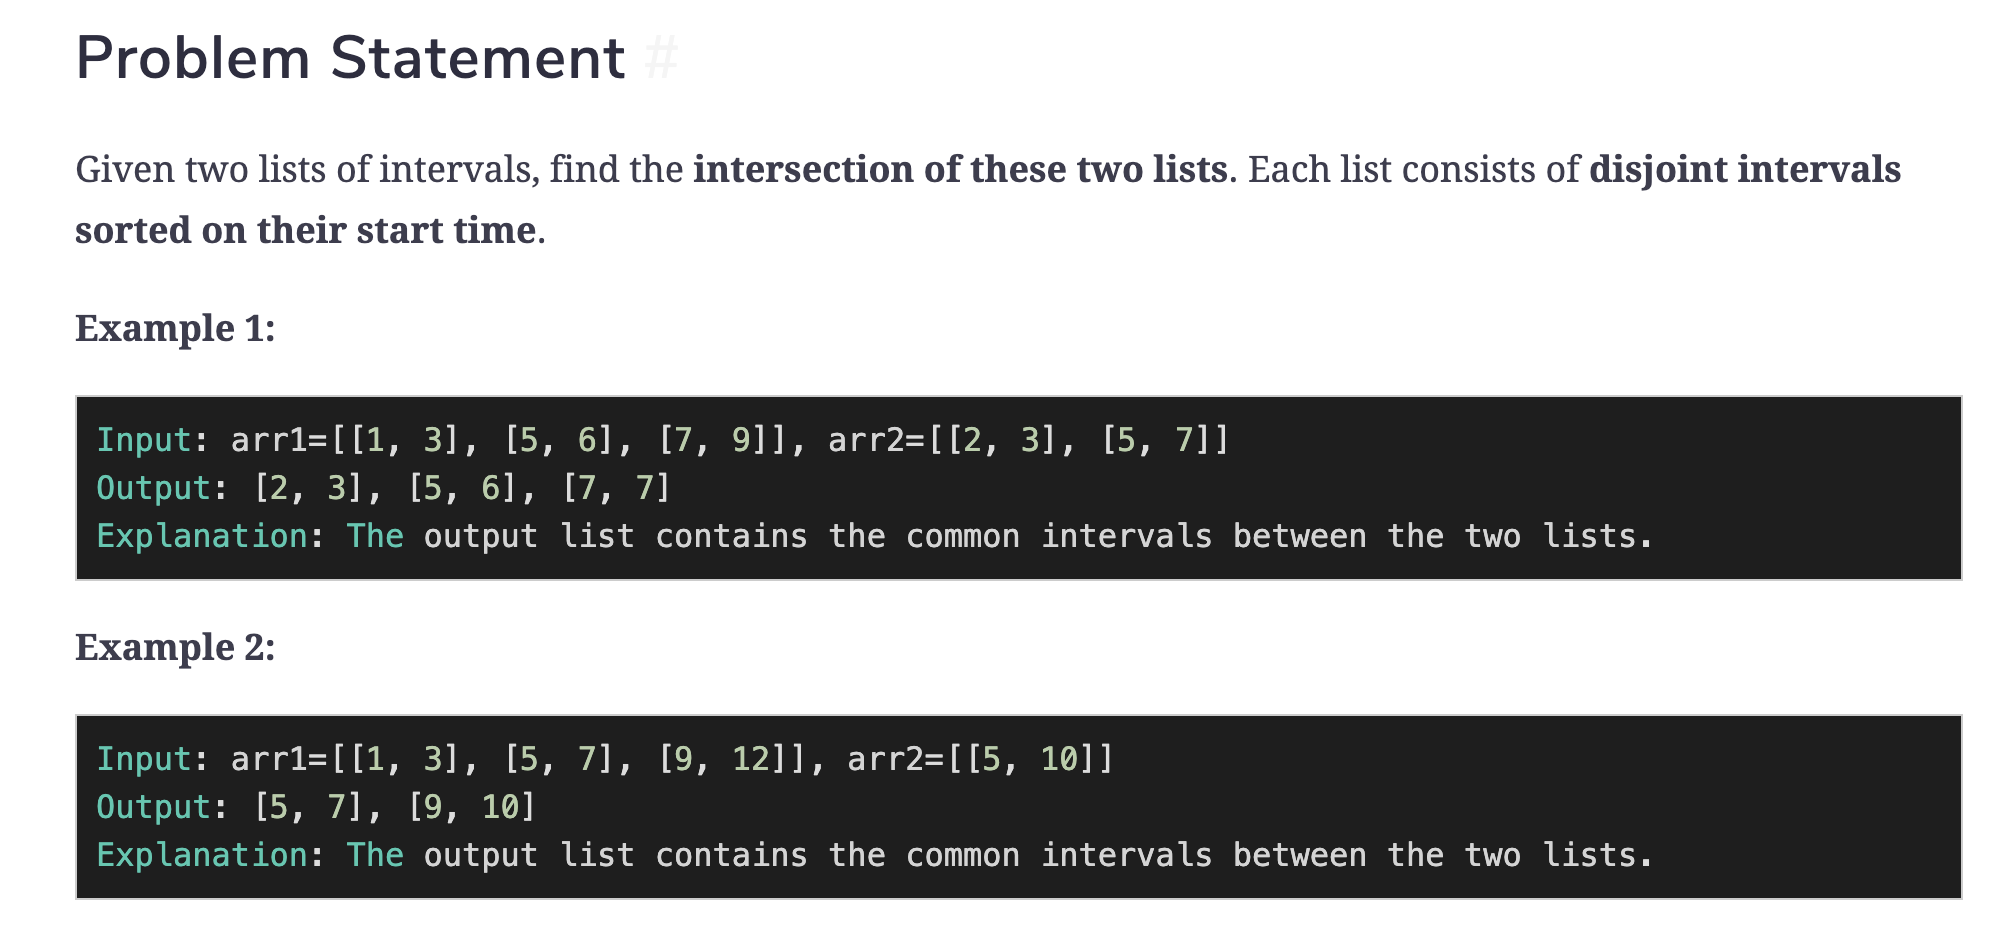 Problem Statement #
Given two lists of intervals, find the intersection of these two lists. Each list consists of disjoint intervals
sorted on their start time.
Example 1:
Input: arr1=[[1, 3], [5, 6], [7, 9]], arr2=[[2, 3], [5, 7]]
Output: [2, 3], [5, 6], [7, 7]
Explanation: The output list contains the common intervals between the two lists.
Example 2:
Input: arr1=[[1, 3], [5, 7], [9, 12]], arr2=[[5, 10]]
Output: [5, 7], [9, 10]
Explanation: The output list contains the common intervals between the two lists.